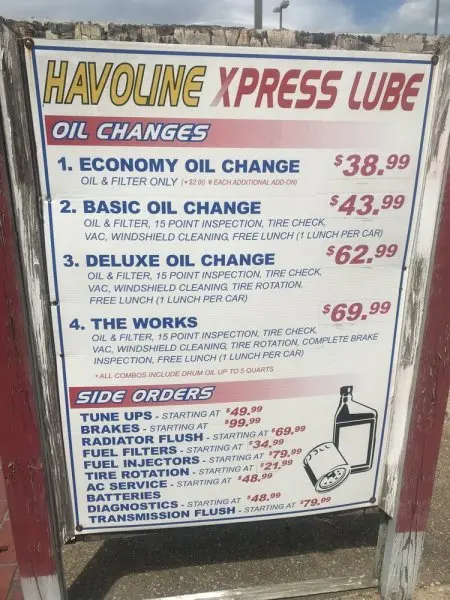 HAVOLINE XPRESS LUBE
OIL CHANGES
1. ECONOMY OIL CHANGE $38.99
OIL & FILTER ONLY
2. BASIC OIL CHANGE $43.99
OIL & FILTER, 15 POINT INSPECTION, TIRE CHECK,
VAC, WINDSHIELD CLEANING, FREE LUNCH (1 LUNCH PER CAR)
3. DELUXE OIL CHANGE $62.99
OIL & FILTER, 15 POINT INSPECTION, TIRE CHECK,
VAC, WINDSHIELD CLEANING, TIRE ROTATION,
FREE LUNCH (1 LUNCH PER CAR)
4. THE WORKS $69.99
OIL & FILTER, 15 POINT INSPECTION, TIRE CHECK,
VAC, WINDSHIELD CLEANING, TIRE ROTATION, COMPLETE BRAKE
INSPECTION, FREE LUNCH (1 LUNCH PER CAR)
• ALL COMBOS INCLUDE DRUM OIL UP TO 5 QUARTS
SIDE ORDERS
TUNE UPS - STARTING AT $49.99
BRAKES - STARTING AT $99.99
RADIATOR FLUSH - STARTING AT $69.99
FUEL FILTERS - STARTING AT $34.99
FUEL INJECTORS - STARTING AT $79.99
TIRE ROTATION - STARTING AT $21.99
AC SERVICE - STARTING AT $48.99
BATTERIES
DIAGNOSTICS - STARTING AT $48.99
TRANSMISSION FLUSH - STARTING AT $79.99